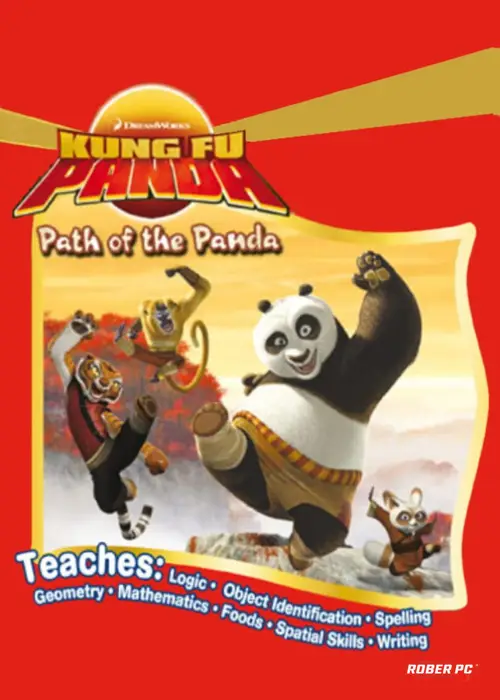 DREAMWORKS
KUNG FU
PANDA
Path of the Panda
Teaches: Logic • Object Identification • Spelling
Geometry • Mathematics • Foods • Spatial Skills • Writing
ROBER PC